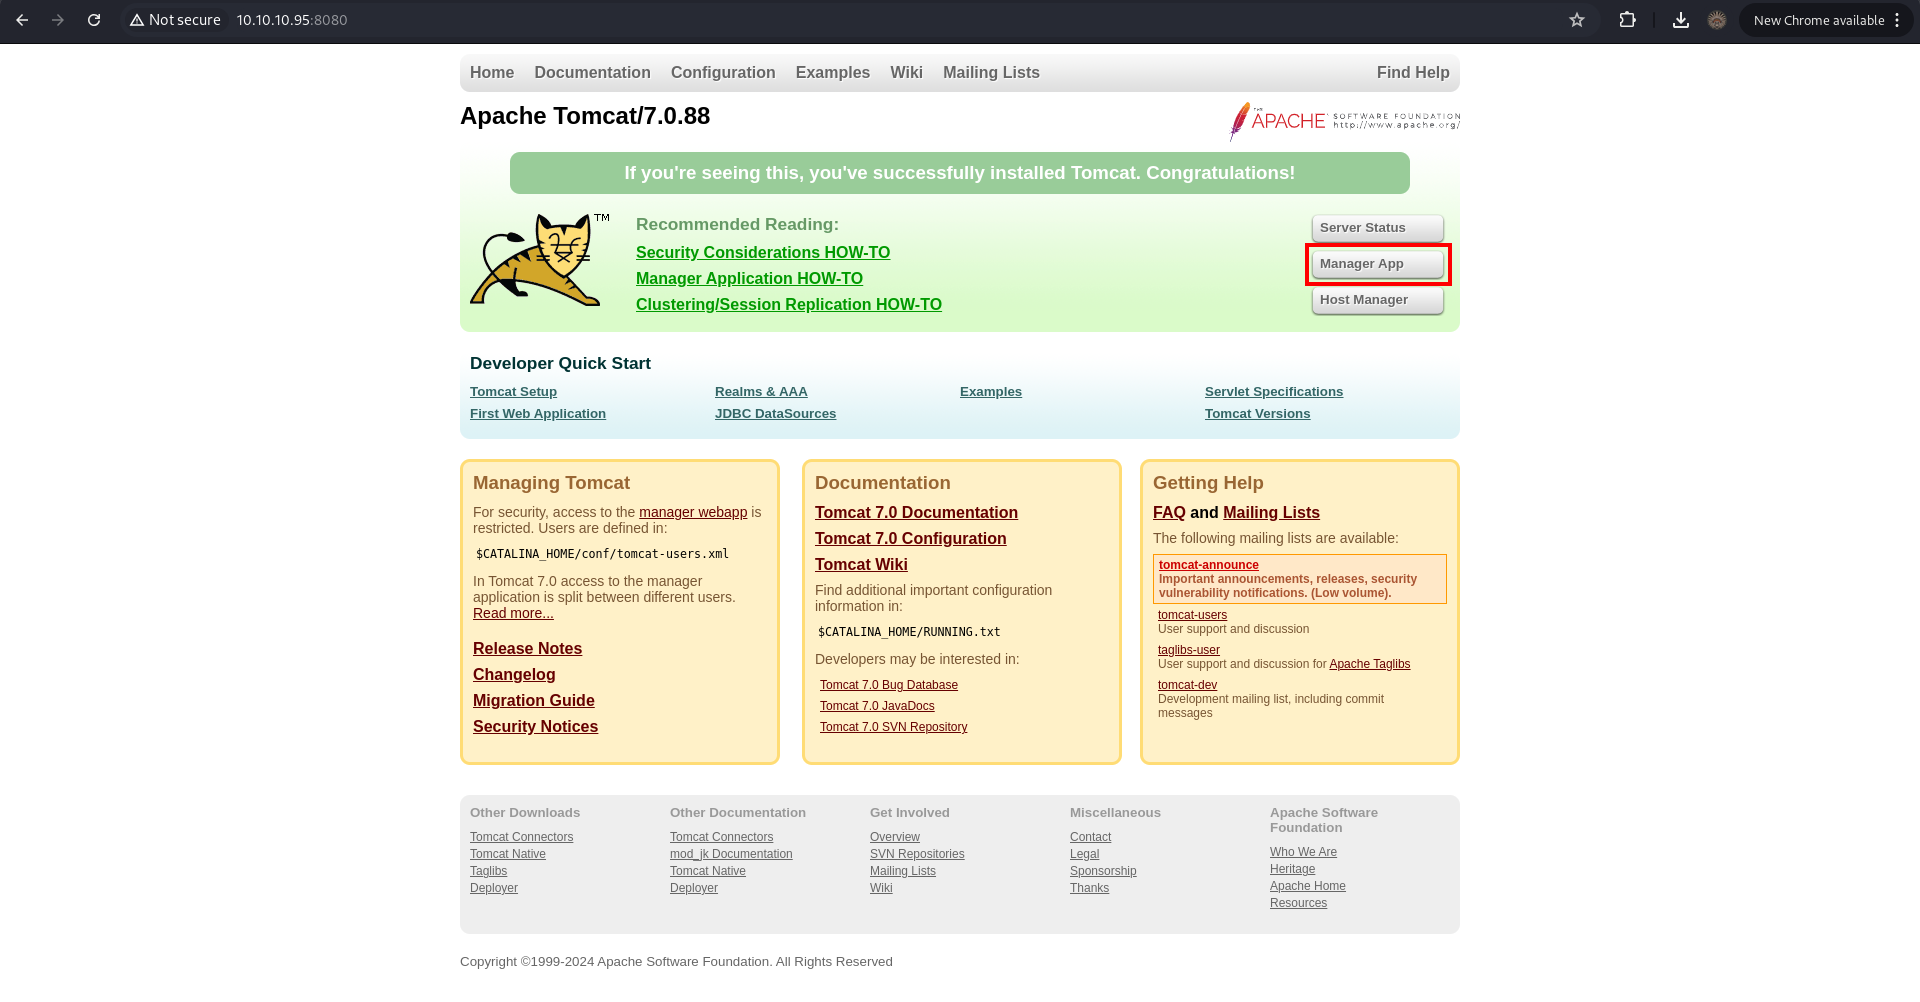 Not secure 10.10.10.95:8080 New Chrome available
Home Documentation Configuration Examples Wiki Mailing Lists Find Help
Apache Tomcat/7.0.88
THE APACHE SOFTWARE FOUNDATION
http://www.apache.org/
If you're seeing this, you've successfully installed Tomcat. Congratulations!
TM
Recommended Reading:
Security Considerations HOW-TO
Manager Application HOW-TO
Clustering/Session Replication HOW-TO
Server Status
Manager App
Host Manager
Developer Quick Start
Tomcat Setup
First Web Application
Realms & AAA
JDBC DataSources
Examples
Servlet Specifications
Tomcat Versions
Managing Tomcat
For security, access to the manager webapp is
restricted. Users are defined in:
$CATALINA_HOME/conf/tomcat-users.xml
In Tomcat 7.0 access to the manager
application is split between different users.
Read more...
Release Notes
Changelog
Migration Guide
Security Notices
Documentation
Tomcat 7.0 Documentation
Tomcat 7.0 Configuration
Tomcat Wiki
Find additional important configuration
information in:
$CATALINA_HOME/RUNNING.txt
Developers may be interested in:
Tomcat 7.0 Bug Database
Tomcat 7.0 JavaDocs
Tomcat 7.0 SVN Repository
Getting Help
FAQ and Mailing Lists
The following mailing lists are available:
tomcat-announce
Important announcements, releases, security
vulnerability notifications. (Low volume).
tomcat-users
User support and discussion
taglibs-user
User support and discussion for Apache Taglibs
tomcat-dev
Development mailing list, including commit
messages
Other Downloads
Tomcat Connectors
Tomcat Native
Taglibs
Deployer
Other Documentation
Tomcat Connectors
mod_jk Documentation
Tomcat Native
Deployer
Get Involved
Overview
SVN Repositories
Mailing Lists
Wiki
Miscellaneous
Contact
Legal
Sponsorship
Thanks
Apache Software
Foundation
Who We Are
Heritage
Apache Home
Resources
Copyright ©1999-2024 Apache Software Foundation. All Rights Reserved